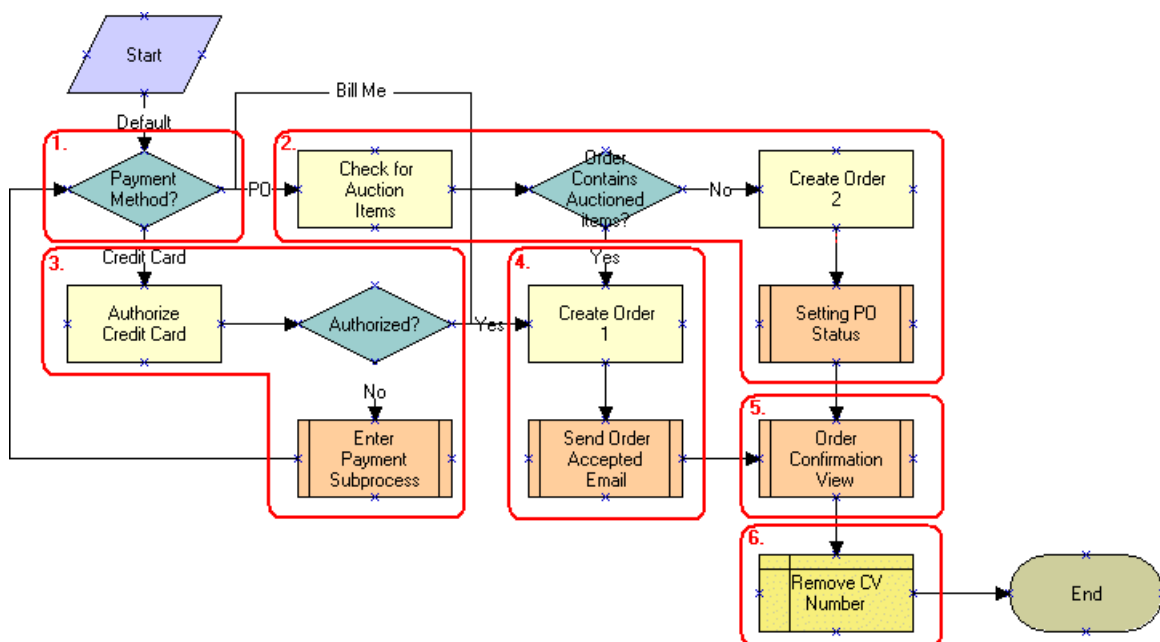 Start
Bill Me
Default
1.
Payment
Method?
PO
2.
Check for
Auction
Items
Order
Contains
Auctioned
items?
No
Create Order
2
Credit Card
3.
Authorize
Credit Card
Authorized?
Yes
No
Enter
Payment
Subprocess
Yes
4.
Create Order
1
Send Order
Accepted
Email
Setting PO
Status
5.
Order
Confirmation
View
6.
Remove CV
Number
End